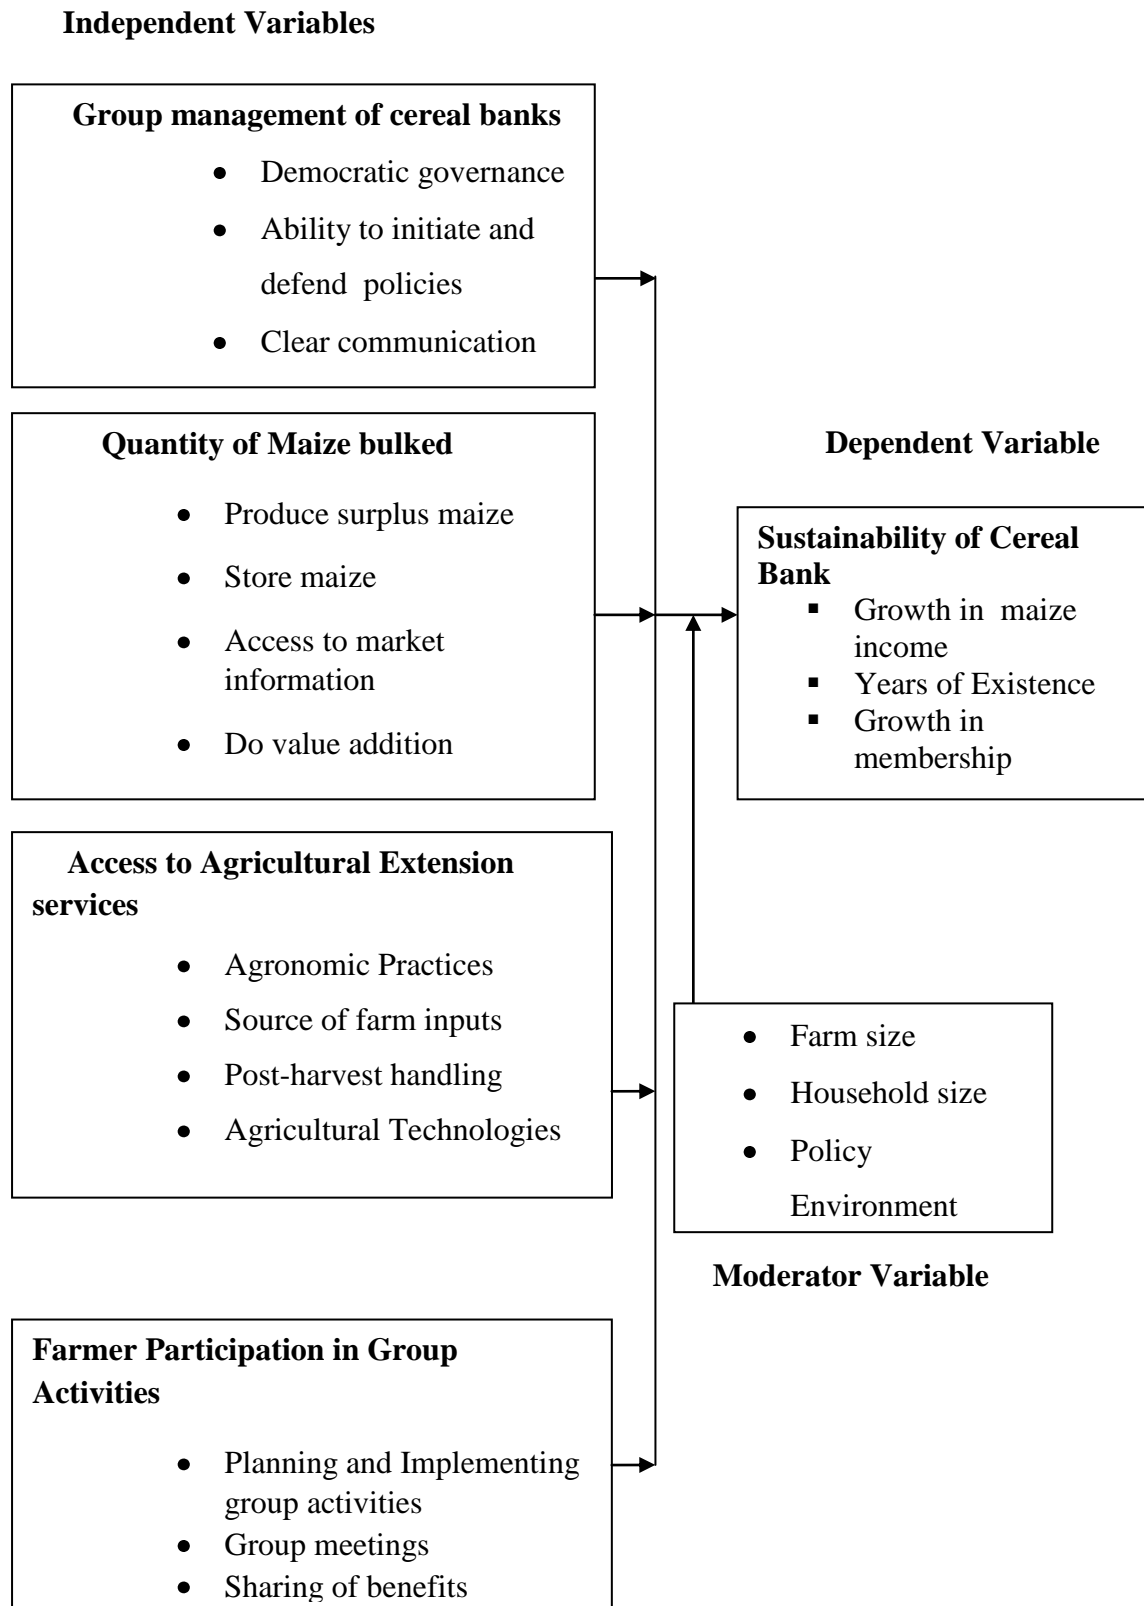 Independent Variables
Group management of cereal banks
● Democratic governance
● Ability to initiate and
defend policies
● Clear communication
Quantity of Maize bulked
● Produce surplus maize
● Store maize
● Access to market
information
● Do value addition
Dependent Variable
Sustainability of Cereal
Bank
▪ Growth in maize
income
▪ Years of Existence
▪ Growth in
membership
Access to Agricultural Extension
services
● Agronomic Practices
● Source of farm inputs
● Post-harvest handling
● Agricultural Technologies
● Farm size
● Household size
● Policy
Environment
Moderator Variable
Farmer Participation in Group
Activities
● Planning and Implementing
group activities
● Group meetings
● Sharing of benefits